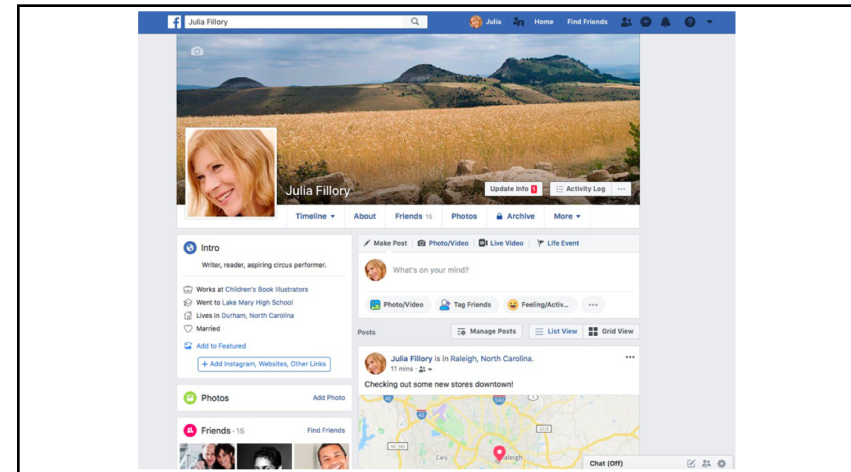 f Julia Fillory
Julia Home Find Friends
Julia Fillory
Update Info 1 Activity Log
Timeline About Friends 15 Photos Archive More
Intro
Writer, reader, aspiring circus performer.
Works at Children's Book Illustrators
Went to Lake Mary High School
Lives in Durham, North Carolina
Married
Add to Featured
+ Add Instagram, Websites, Other Links
Photos Add Photo
Friends · 15 Find Friends
Make Post Photo/Video Live Video Life Event
What's on your mind?
Photo/Video Tag Friends Feeling/Activ...
Posts Manage Posts List View Grid View
Julia Fillory is in Raleigh, North Carolina.
11 mins ·
Checking out some new stores downtown!
40
540
40
Cary Raleigh
Chat (Off)